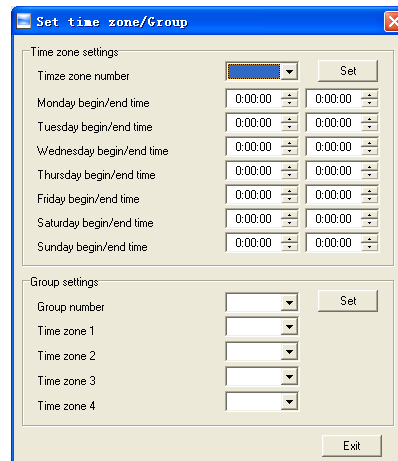 Set time zone/Group
Time zone settings
Timze zone number Set
Monday begin/end time 0:00:00 0:00:00
Tuesday begin/end time 0:00:00 0:00:00
Wednesday begin/end time 0:00:00 0:00:00
Thursday begin/end time 0:00:00 0:00:00
Friday begin/end time 0:00:00 0:00:00
Saturday begin/end time 0:00:00 0:00:00
Sunday begin/end time 0:00:00 0:00:00
Group settings
Group number Set
Time zone 1
Time zone 2
Time zone 3
Time zone 4
Exit